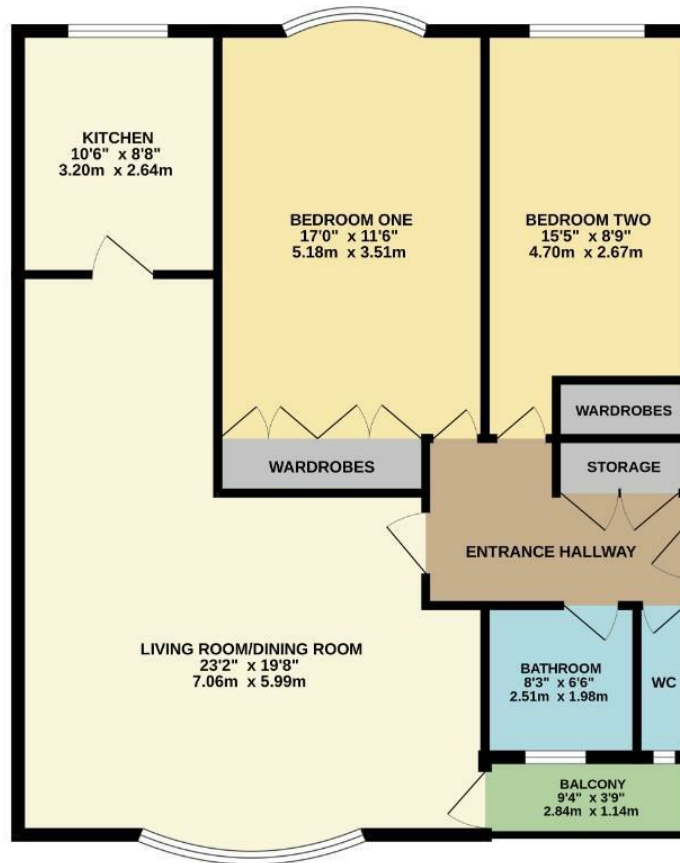 KITCHEN
10'6" x 8'8"
3.20m x 2.64m
BEDROOM ONE
17'0" x 11'6"
5.18m x 3.51m
BEDROOM TWO
15'5" x 8'9"
4.70m x 2.67m
WARDROBES
WARDROBES
STORAGE
ENTRANCE HALLWAY
LIVING ROOM/DINING ROOM
23'2" x 19'8"
7.06m x 5.99m
BATHROOM
8'3" x 6'6"
2.51m x 1.98m
WC
BALCONY
9'4" x 3'9"
2.84m x 1.14m